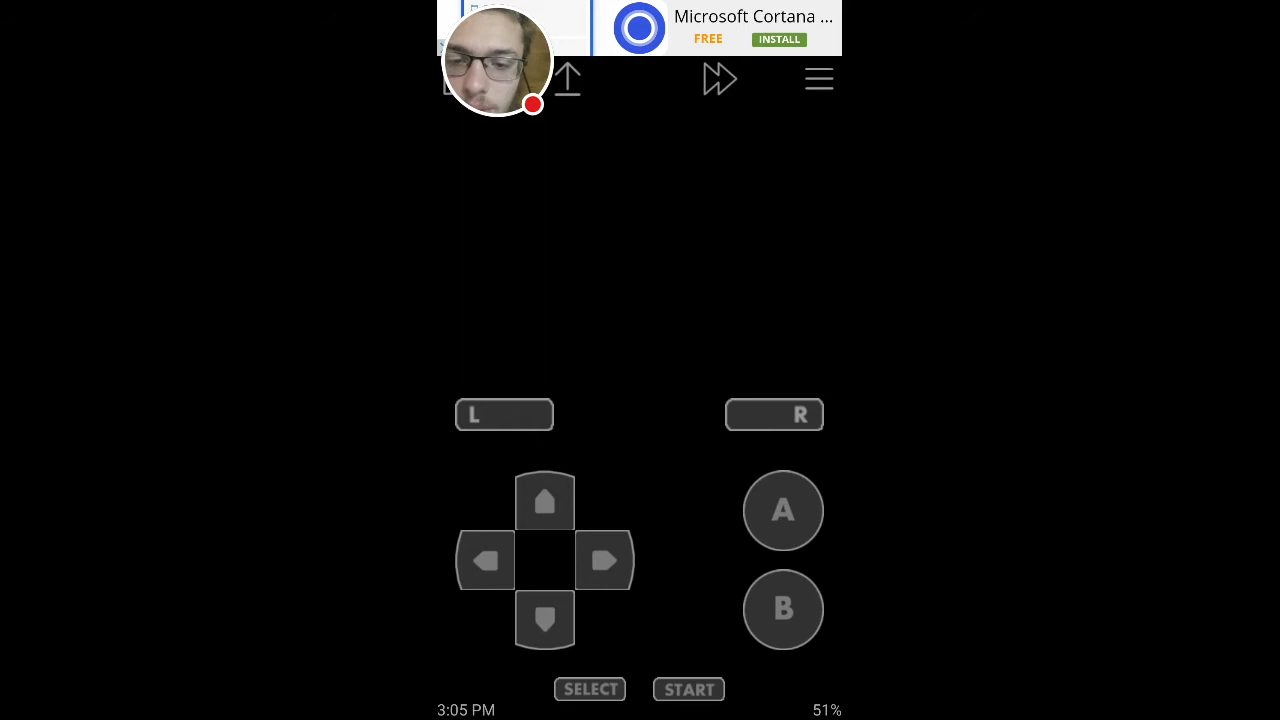 Microsoft Cortana ...
FREE
INSTALL
L
R
A
B
SELECT
START
3:05 PM
51%